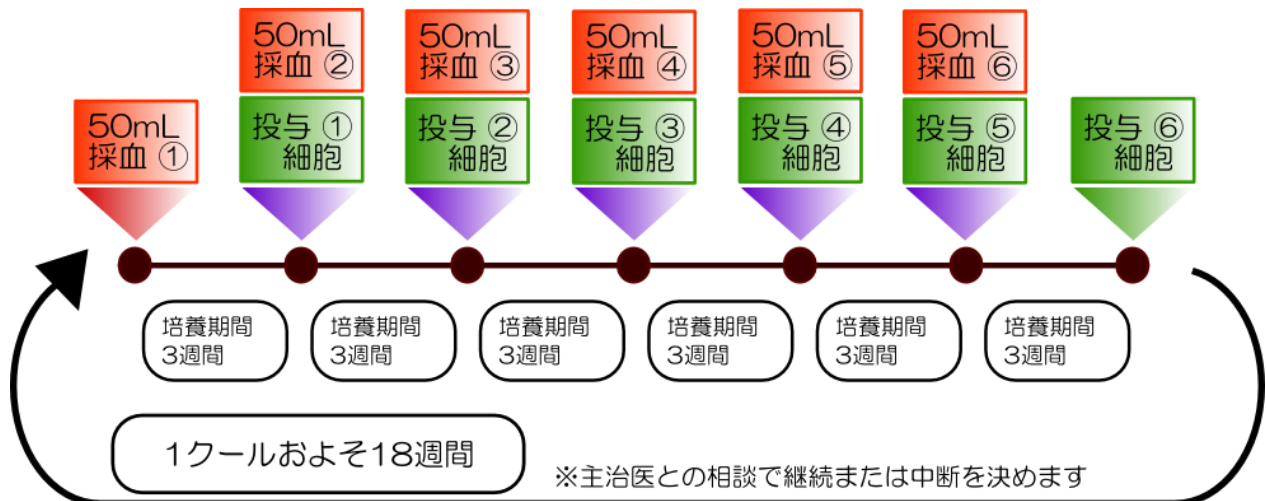 50mL
採血 ①
50mL
採血 ②
投与 ①
細胞
50mL
採血 ③
投与 ②
細胞
50mL
採血 ④
投与 ③
細胞
50mL
採血 ⑤
投与 ④
細胞
50mL
採血 ⑥
投与 ⑤
細胞
投与 ⑥
細胞
培養期間
3週間
培養期間
3週間
培養期間
3週間
培養期間
3週間
培養期間
3週間
培養期間
3週間
1クールおよそ18週間
※主治医との相談で継続または中断を決めます